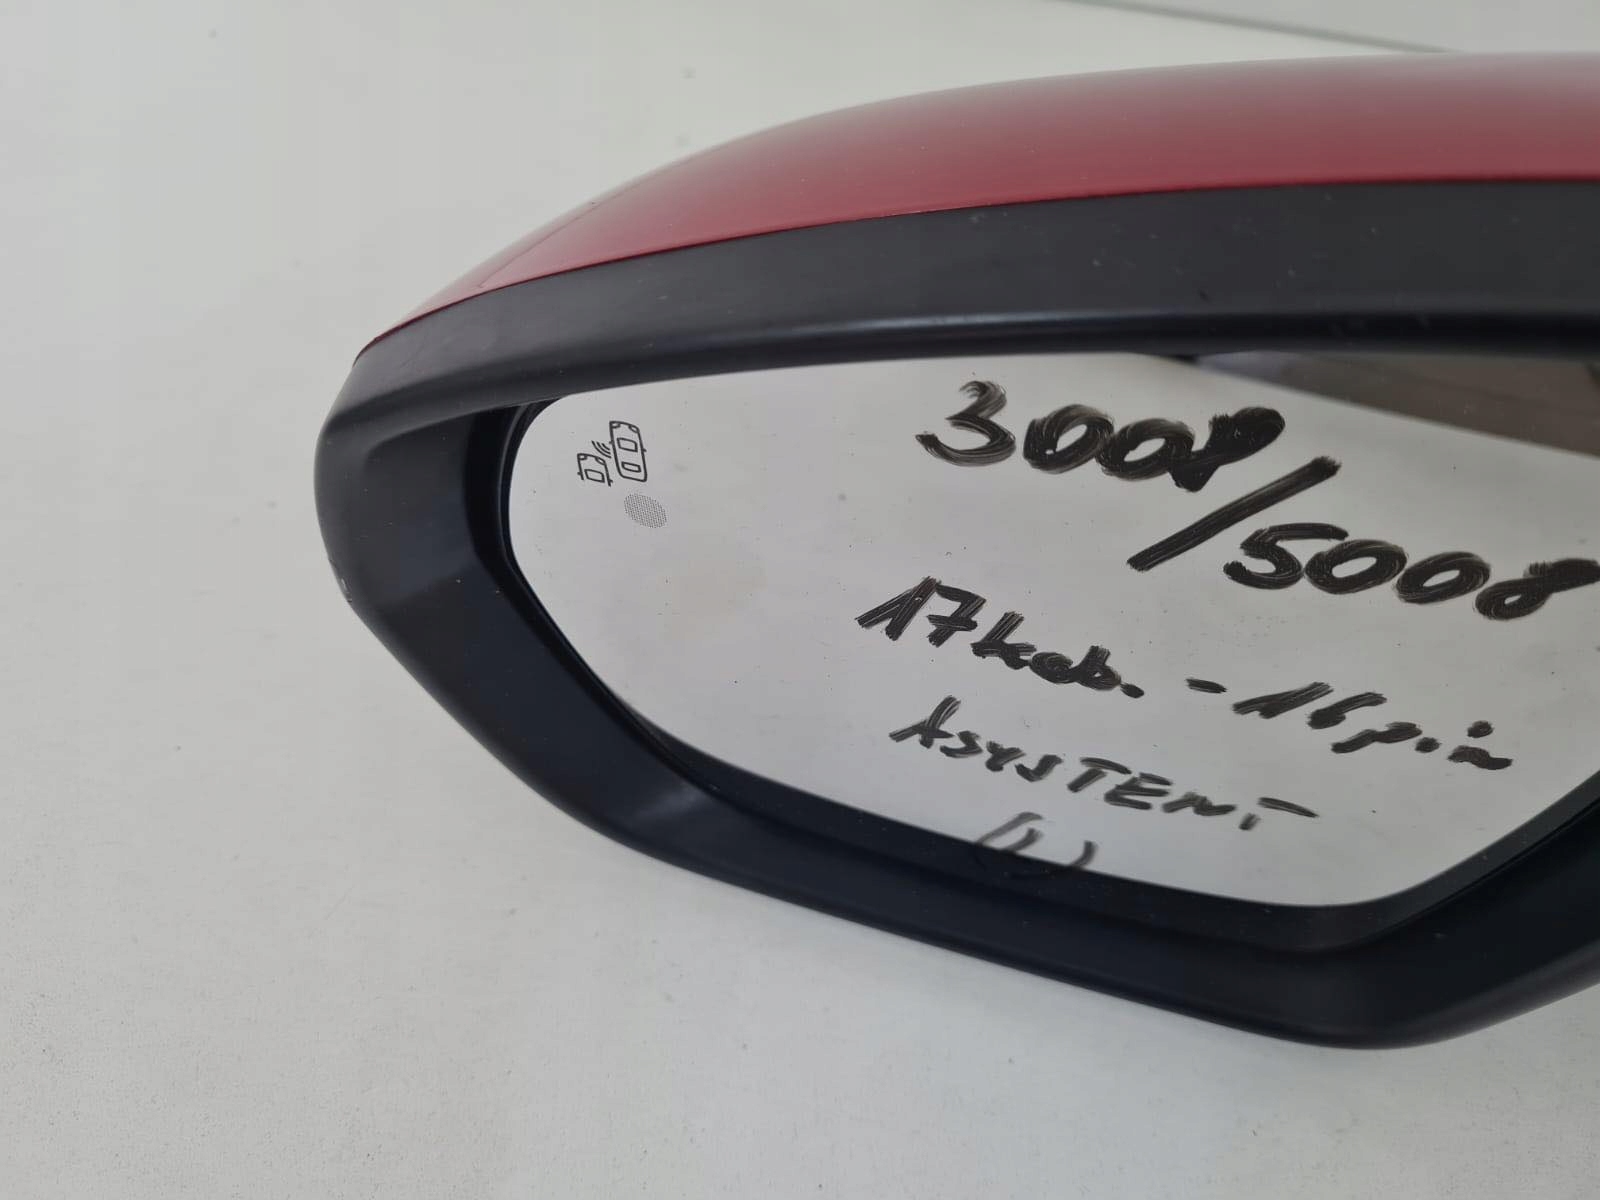 3008/5008
17kab. - 16pin
ASYSTENT
(L)